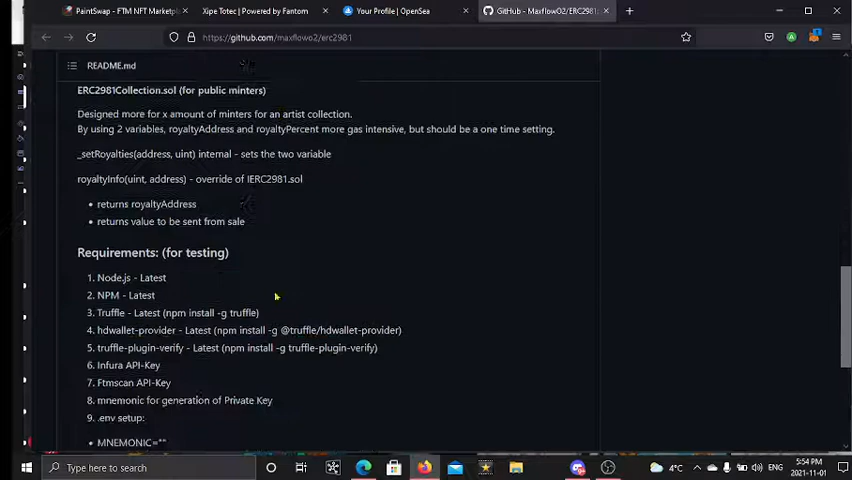 PaintSwap - FTM NFT Marketpl
Xipe Totec | Powered by Fantom
Your Profile | OpenSea
GitHub - MaxflowO2/ERC2981:
https://github.com/maxflowo2/erc2981
README.md
ERC2981Collection.sol (for public minters)
Designed more for x amount of minters for an artist collection.
By using 2 variables, royaltyAddress and royaltyPercent more gas intensive, but should be a one time setting.
_setRoyalties(address, uint) internal - sets the two variable
royaltyInfo(uint, address) - override of IERC2981.sol
• returns royaltyAddress
• returns value to be sent from sale
Requirements: (for testing)
1. Node.js - Latest
2. NPM - Latest
3. Truffle - Latest (npm install -g truffle)
4. hdwallet-provider - Latest (npm install -g @truffle/hdwallet-provider)
5. truffle-plugin-verify - Latest (npm install -g truffle-plugin-verify)
6. Infura API-Key
7. Ftmscan API-Key
8. mnemonic for generation of Private Key
9. .env setup:
• MNEMONIC=""
Type here to search
4°C
ENG
5:54 PM
2021-11-01